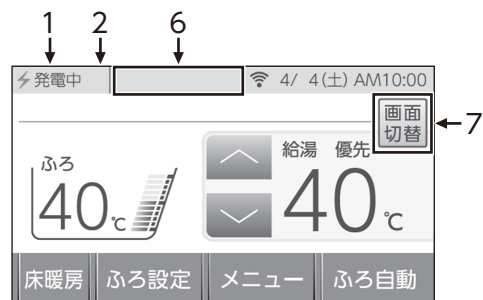 1 2 6
発電中 4/ 4(土) AM10:00
画面
切替
7
ふろ
40℃
給湯 優先
40℃
床暖房 ふろ設定 メニュー ふろ自動